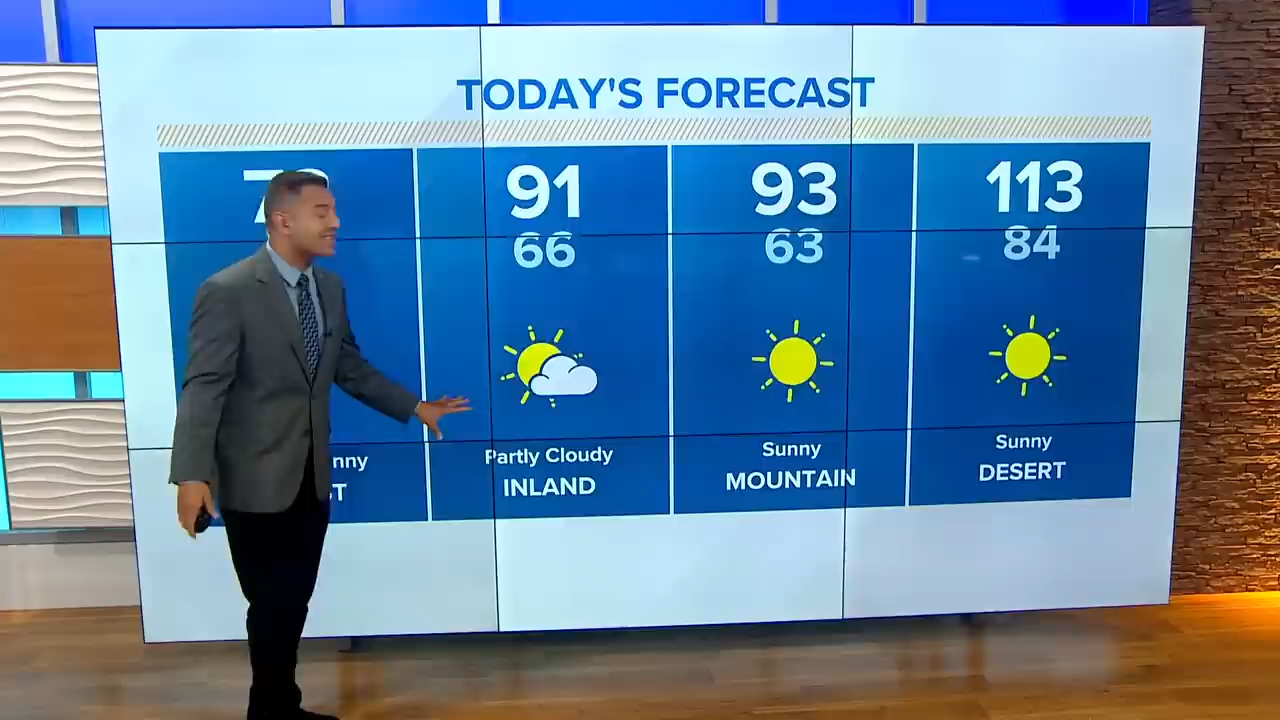 TODAY'S FORECAST
91
66
Partly Cloudy
INLAND
93
63
Sunny
MOUNTAIN
113
84
Sunny
DESERT